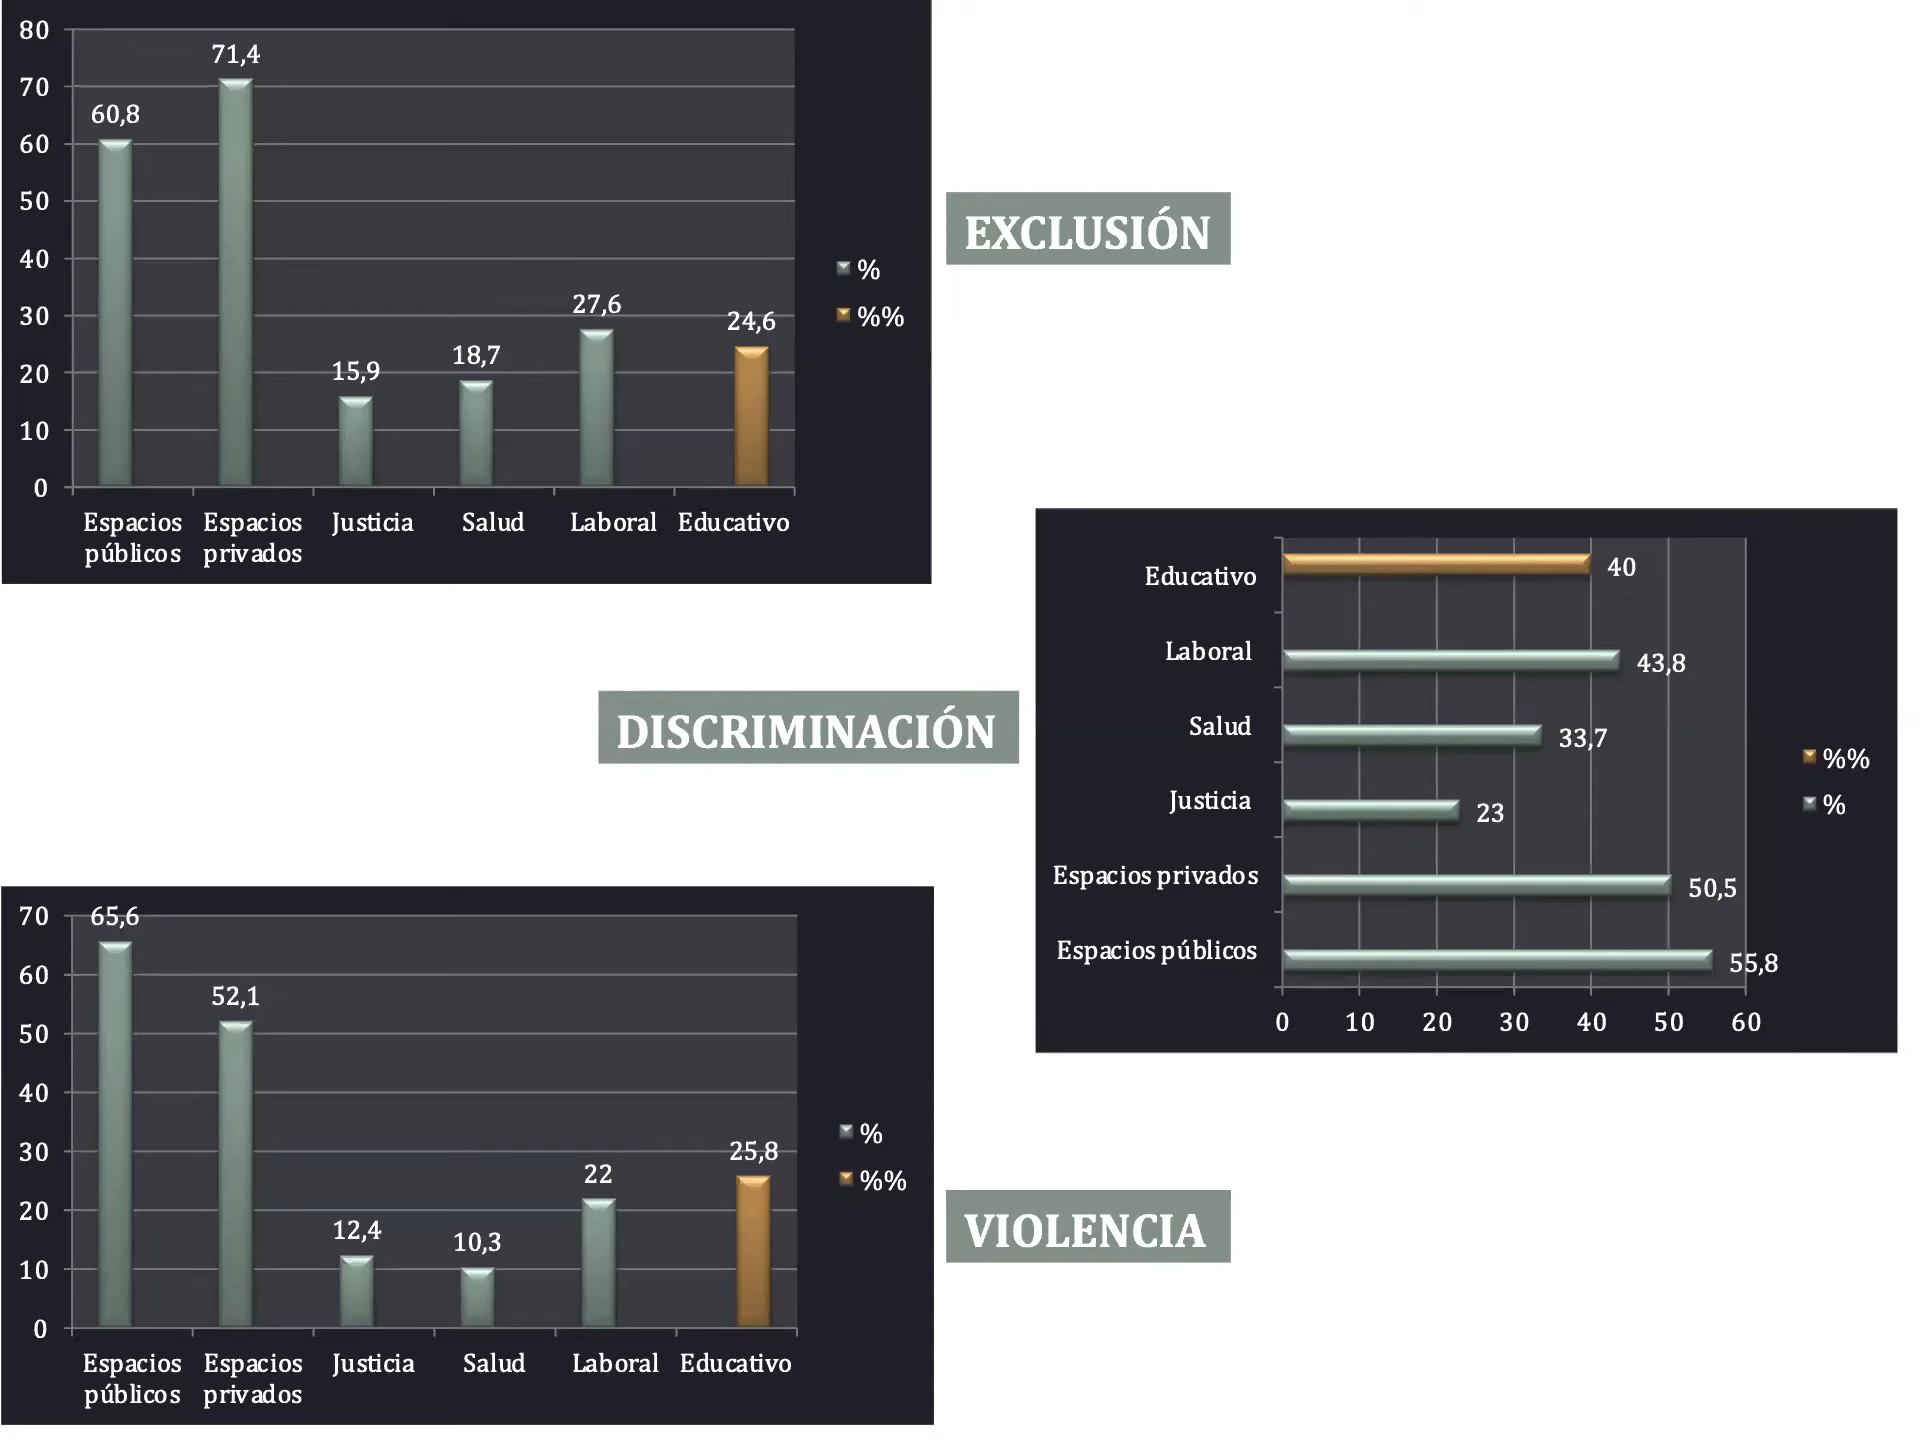 80
70
60
50
40
30
20
10
0
60,8
71,4
15,9
18,7
27,6
24,6
Espacios públicos
Espacios privados
Justicia
Salud
Laboral
Educativo
%
%%
EXCLUSIÓN
DISCRIMINACIÓN
Educativo
40
Laboral
43,8
Salud
33,7
Justicia
23
Espacios privados
50,5
Espacios públicos
55,8
0 10 20 30 40 50 60
%%
%
70
60
50
40
30
20
10
0
65,6
52,1
12,4
10,3
22
25,8
Espacios públicos
Espacios privados
Justicia
Salud
Laboral
Educativo
%
%%
VIOLENCIA